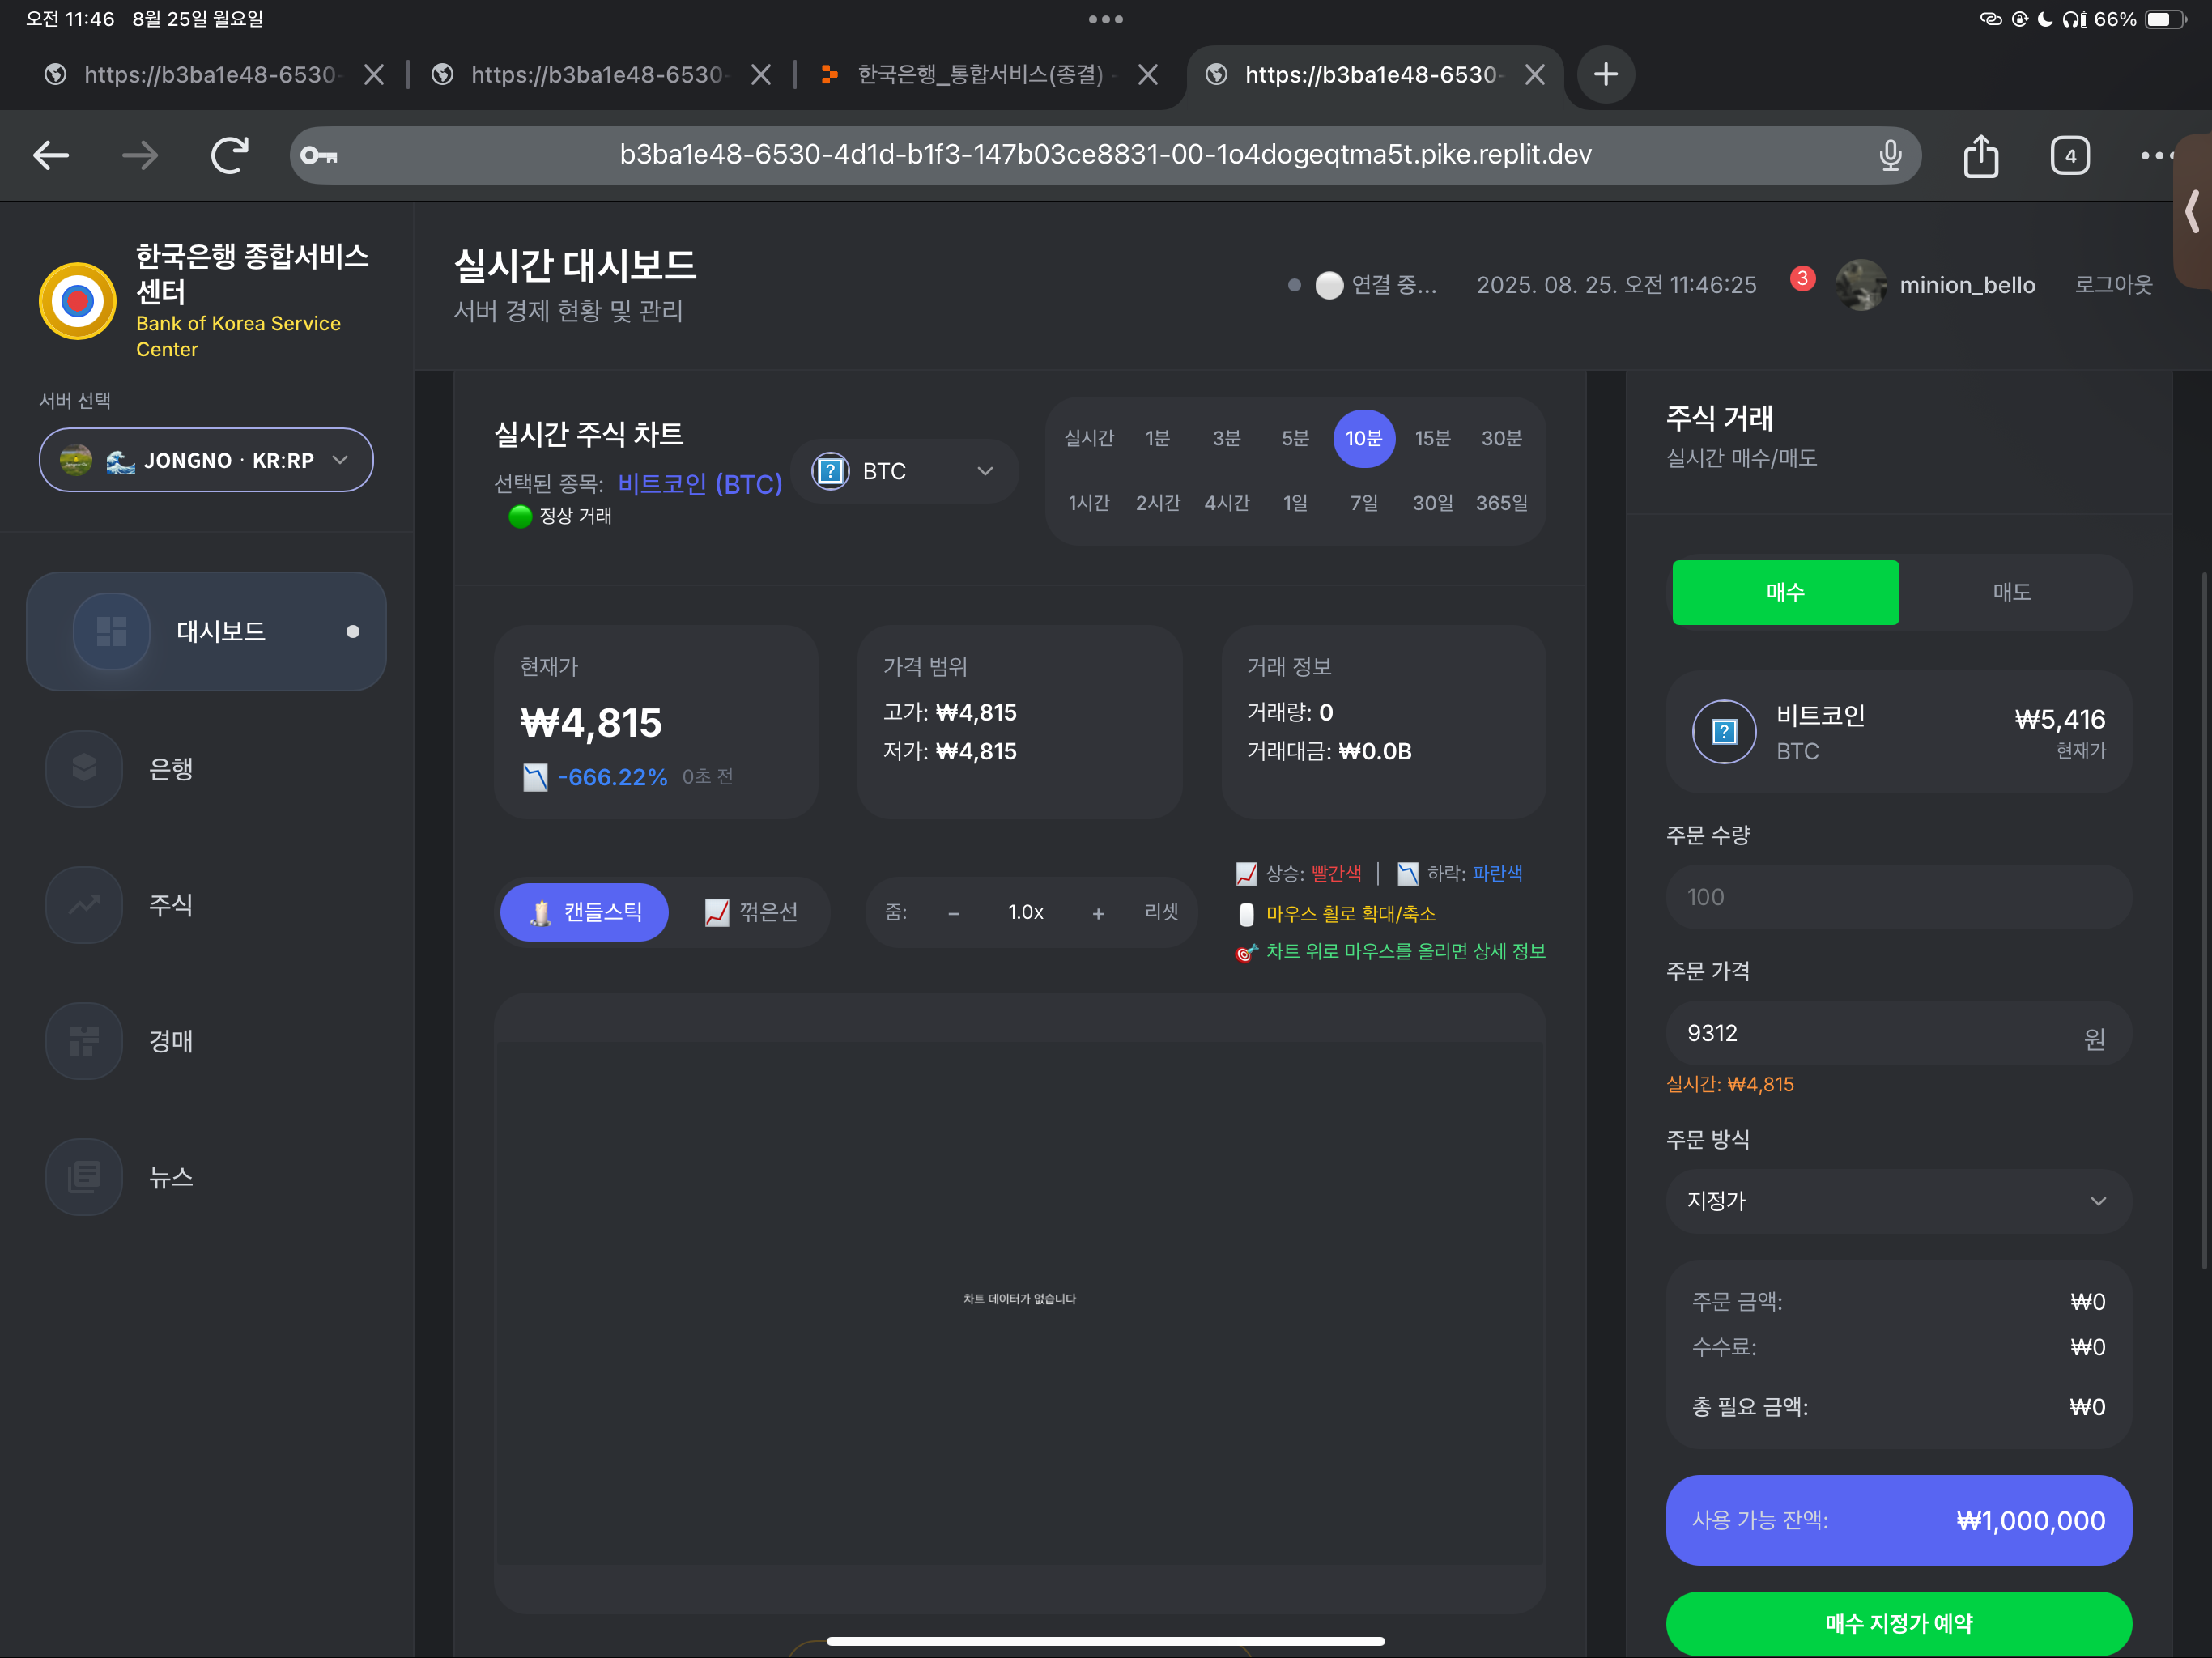 오전 11:46 8월 25일 월요일
66%
https://b3ba1e48-6530-
https://b3ba1e48-6530-
한국은행_통합서비스(종결) -
https://b3ba1e48-6530-
b3ba1e48-6530-4d1d-b1f3-147b03ce8831-00-1o4dogeqtma5t.pike.replit.dev
4
한국은행 종합서비스
센터
Bank of Korea Service
Center
서버 선택
JONGNO · KR:RP
대시보드
은행
주식
경매
뉴스
실시간 대시보드
서버 경제 현황 및 관리
연결 중...
2025. 08. 25. 오전 11:46:25
3
minion_bello
로그아웃
실시간 주식 차트
선택된 종목: 비트코인 (BTC)
정상 거래
BTC
실시간 1분 3분 5분 10분 15분 30분
1시간 2시간 4시간 1일 7일 30일 365일
현재가
₩4,815
-666.22% 0초 전
가격 범위
고가: ₩4,815
저가: ₩4,815
거래 정보
거래량: 0
거래대금: ₩0.0B
캔들스틱
꺾은선
줌: − 1.0x + 리셋
상승: 빨간색 | 하락: 파란색
마우스 휠로 확대/축소
차트 위로 마우스를 올리면 상세 정보
차트 데이터가 없습니다
주식 거래
실시간 매수/매도
매수 매도
비트코인
BTC
₩5,416
현재가
주문 수량
100
주문 가격
9312 원
실시간: ₩4,815
주문 방식
지정가
주문 금액: ₩0
수수료: ₩0
총 필요 금액: ₩0
사용 가능 잔액: ₩1,000,000
매수 지정가 예약